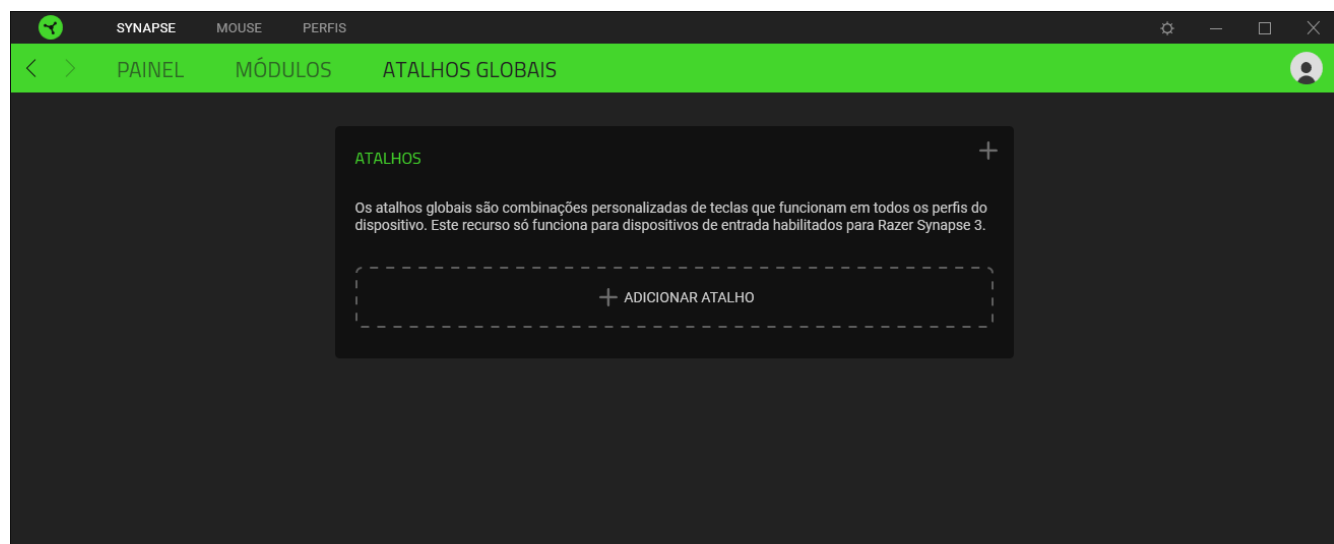 SYNAPSE MOUSE PERFIS
PAINEL MÓDULOS ATALHOS GLOBAIS
ATALHOS
Os atalhos globais são combinações personalizadas de teclas que funcionam em todos os perfis do
dispositivo. Este recurso só funciona para dispositivos de entrada habilitados para Razer Synapse 3.
ADICIONAR ATALHO